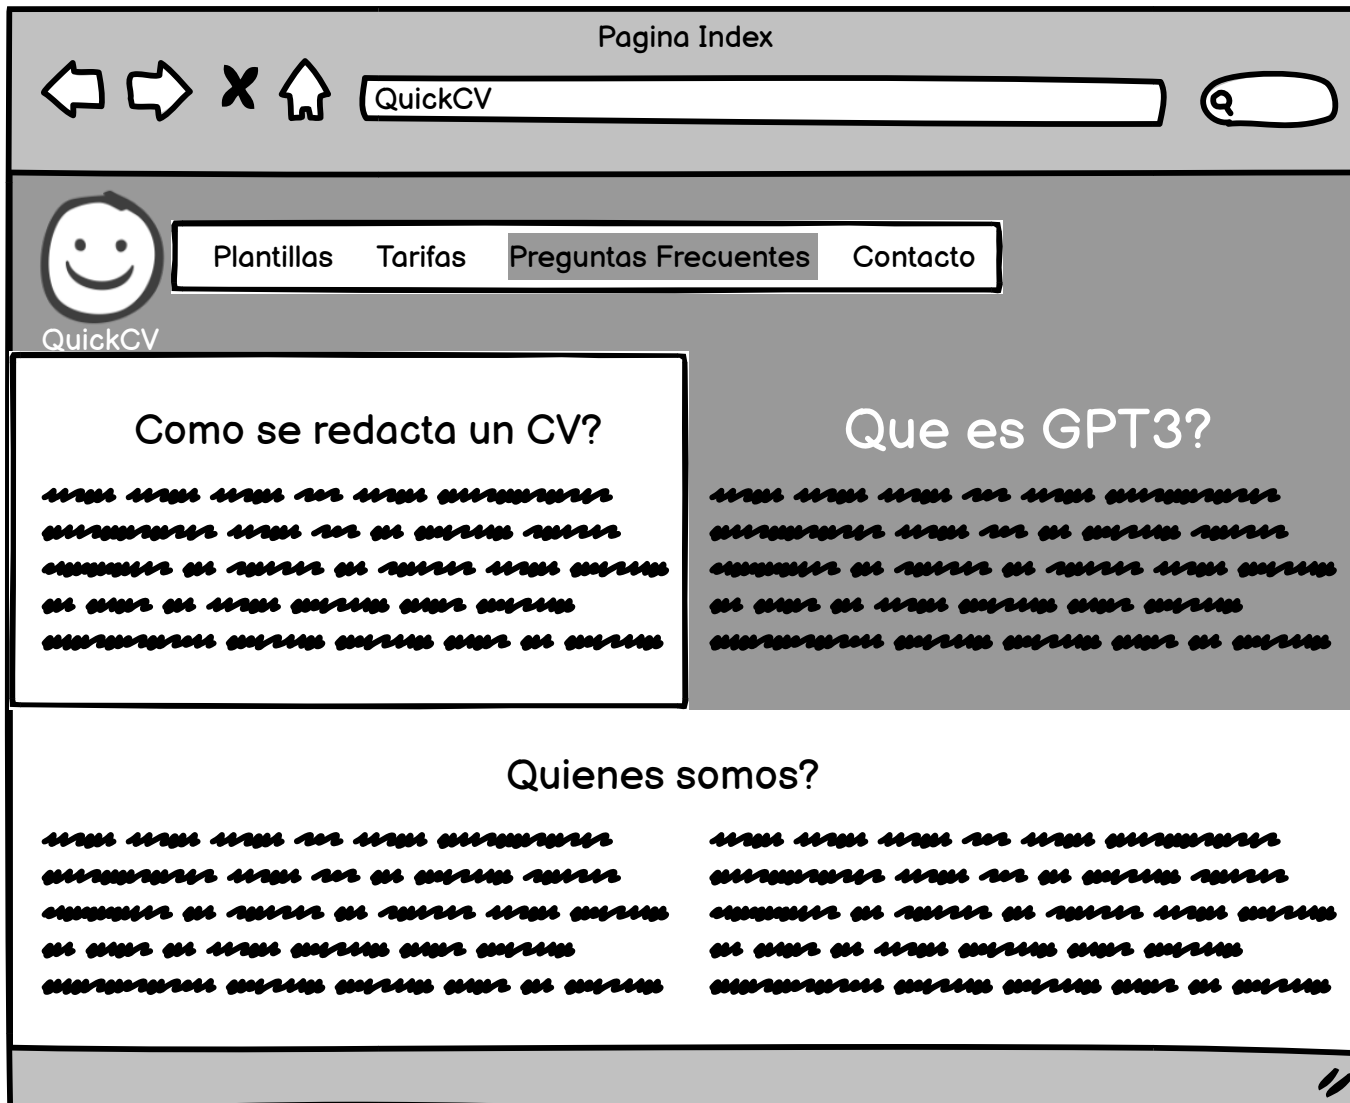 Pagina Index
QuickCV
Plantillas Tarifas Preguntas Frecuentes Contacto
QuickCV
Como se redacta un CV?
Que es GPT3?
Quienes somos?